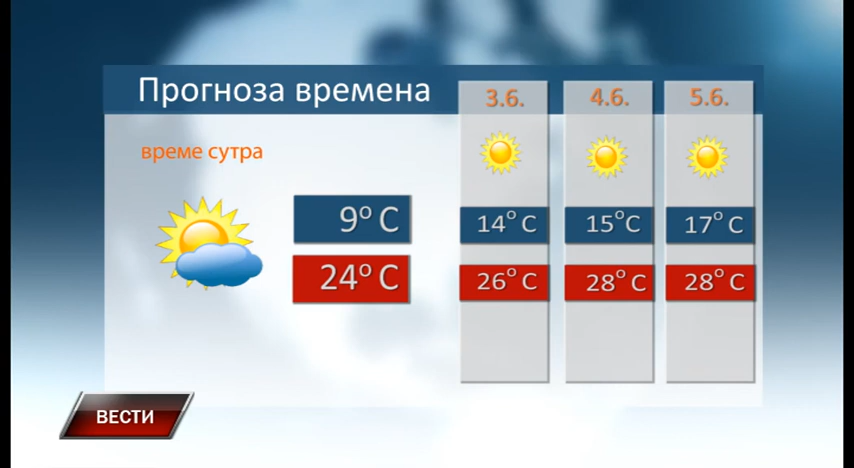 Прогноза времена
време сутра
9° C
24° C
3.6.
14° C
26° C
4.6.
15°C
28° C
5.6.
17° C
28° C
ВЕСТИ